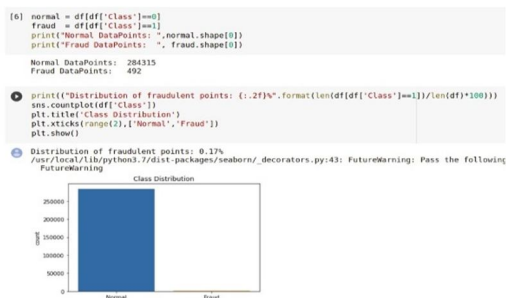 [6] normal = df[df['Class']==0]
fraud = df[df['Class']==1]
print("Normal DataPoints: ",normal.shape[0])
print("Fraud DataPoints: ", fraud.shape[0])
Normal DataPoints: 284315
Fraud DataPoints: 492
print(("Distribution of fraudulent points: {:.2f}%".format(len(df[df['Class']==1])/len(df)*100)))
sns.countplot(df['Class'])
plt.title('Class Distribution')
plt.xticks(range(2),['Normal','Fraud'])
plt.show()
Distribution of fraudulent points: 0.17%
/usr/local/lib/python3.7/dist-packages/seaborn/_decorators.py:43: FutureWarning: Pass the following
FutureWarning
Class Distribution
250000
200000
150000
100000
50000
0
count
Normal Fraud